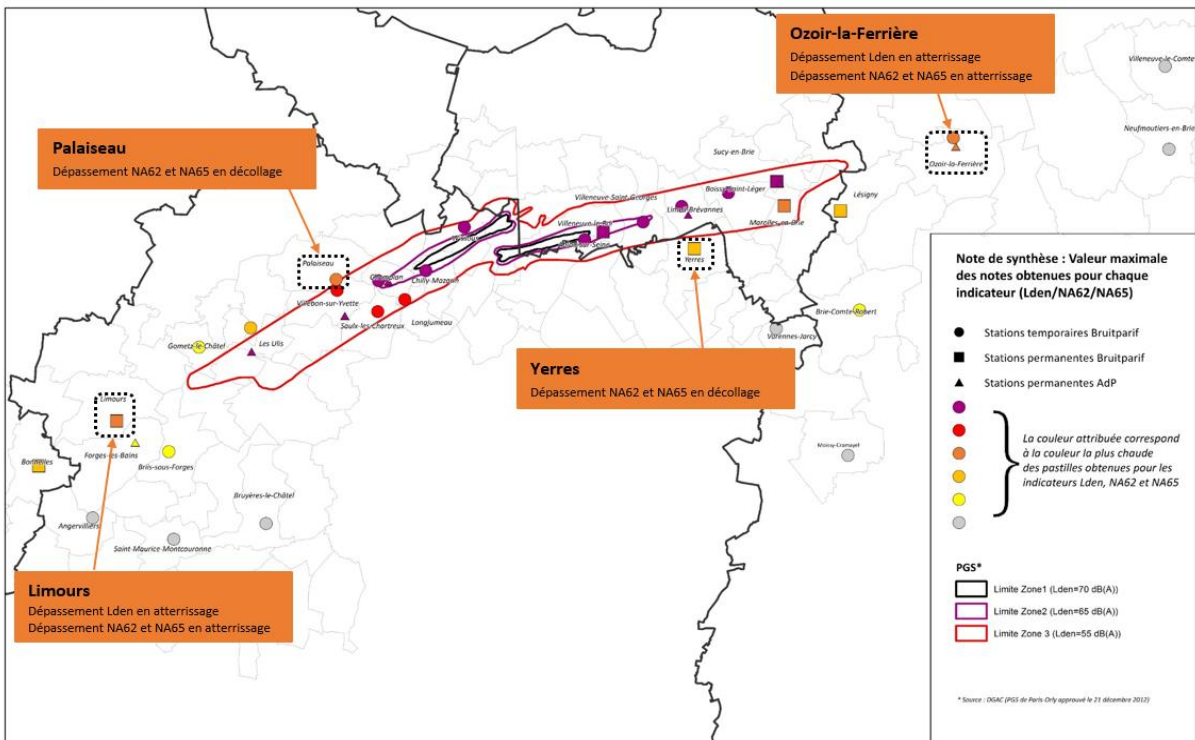 Ozoir-la-Ferrière
Dépassement Lden en atterrissage
Dépassement NA62 et NA65 en atterrissage
Villeneuve-le-Comte
Neufmoutiers-en-Brie
Ozoir-la-Ferrière
Palaiseau
Dépassement NA62 et NA65 en décollage
Sucy-en-Brie
Boissy-Saint-Léger
Lésigny
Villeneuve-Saint-Georges
Limeil-Brévannes
Marolles-en-Brie
Yerres
Palaiseau
Champlan
Chilly-Mazarin
Villebon-sur-Yvette
Saulx-les-Chartreux
Longjumeau
Gometz-le-Châtel
Les Ulis
Brie-Comte-Robert
Varennes-Jarcy
Yerres
Dépassement NA62 et NA65 en décollage
Limours
Forges-les-Bains
Briis-sous-Forges
Bonnelles
Moissy-Cramayel
Bruyères-le-Châtel
Angervilliers
Saint Maurice Montcouronne
Limours
Dépassement Lden en atterrissage
Dépassement NA62 et NA65 en atterrissage
Note de synthèse : Valeur maximale
des notes obtenues pour chaque
indicateur (Lden/NA62/NA65)
Stations temporaires Bruitparif
Stations permanentes Bruitparif
Stations permanentes AdP
La couleur attribuée correspond
à la couleur la plus chaude
des pastilles obtenues pour les
indicateurs Lden, NA62 et NA65
PGS*
Limite Zone1 (Lden=70 dB(A))
Limite Zone2 (Lden=65 dB(A))
Limite Zone 3 (Lden=55 dB(A))
* Source : DGAC (PGS de Paris-Orly approuvé le 21 décembre 2012)